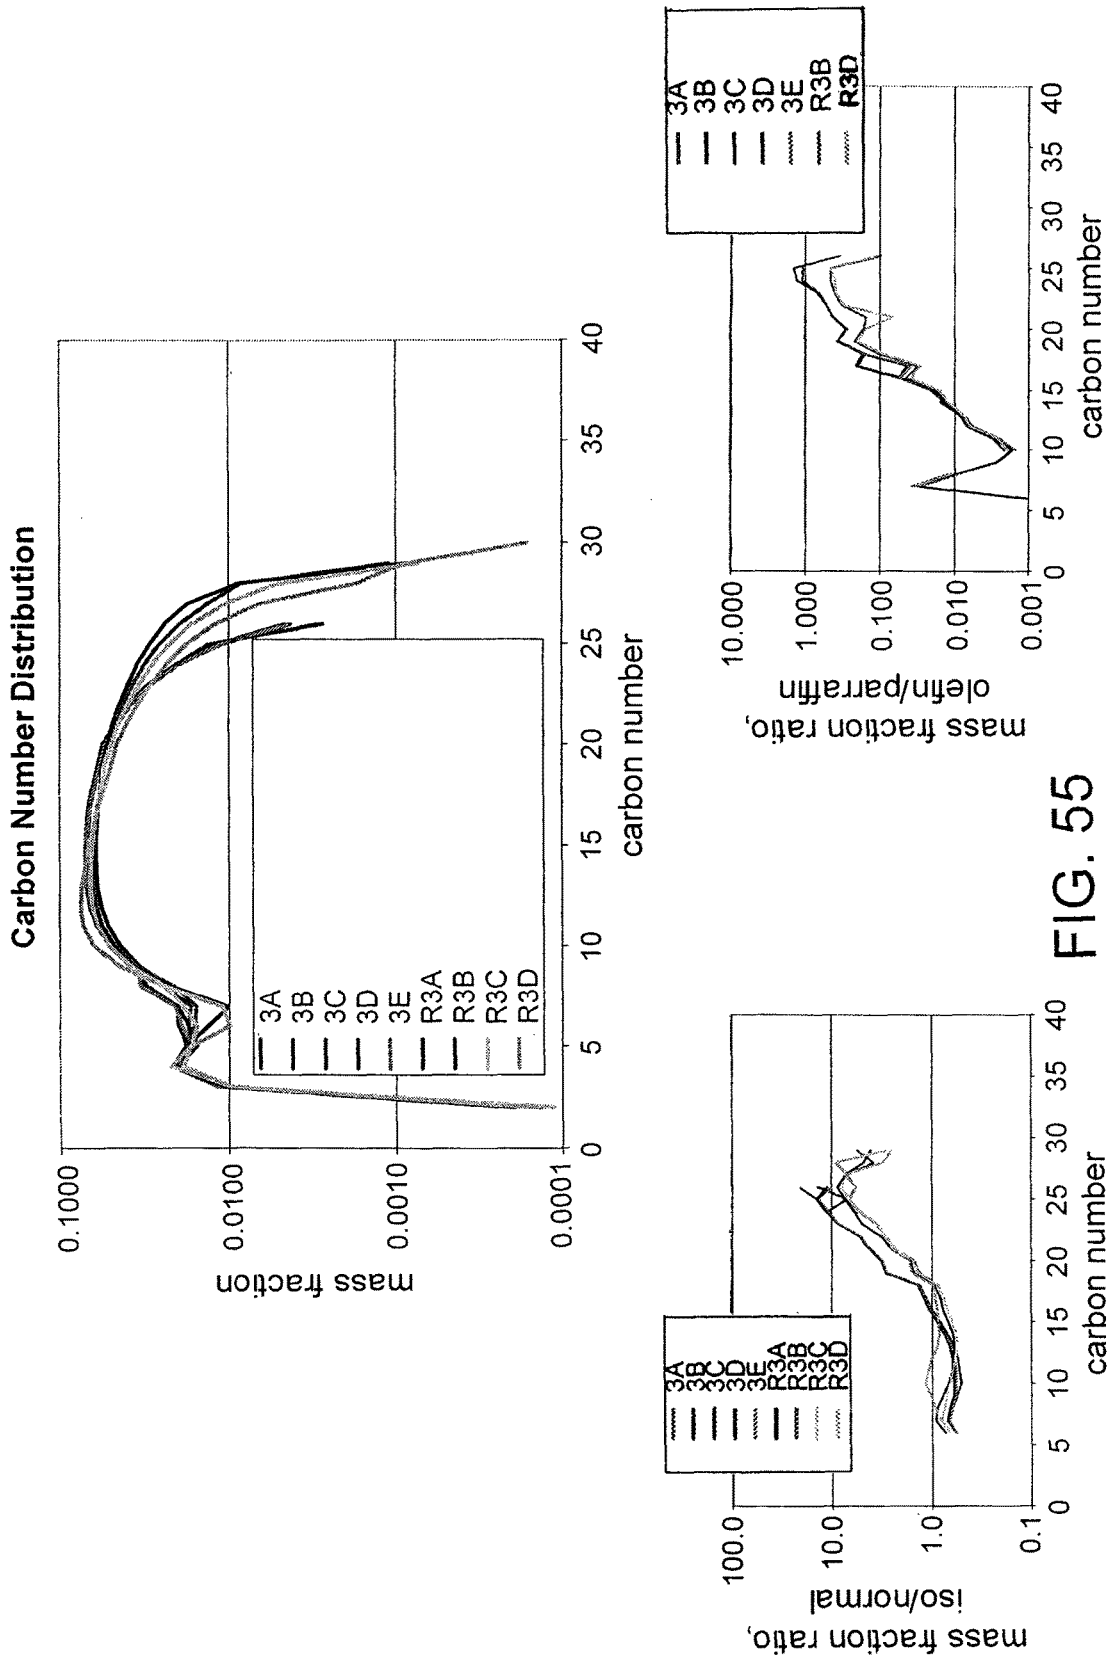 Carbon Number Distribution
mass fraction
0.1000
0.0100
0.0010
0.0001
0
5
10
15
20
25
30
35
40
carbon number
3A
3B
3C
3D
3E
R3A
R3B
R3C
R3D
mass fraction ratio,
iso/normal
100.0
10.0
1.0
0.1
0
5
10
15
20
25
30
35
40
carbon number
3A
3B
3C
3D
3E
R3A
R3B
R3C
R3D
mass fraction ratio,
olefin/parraffin
10.000
1.000
0.100
0.010
0.001
0
5
10
15
20
25
30
35
40
carbon number
3A
3B
3C
3D
3E
R3B
R3D
FIG. 55